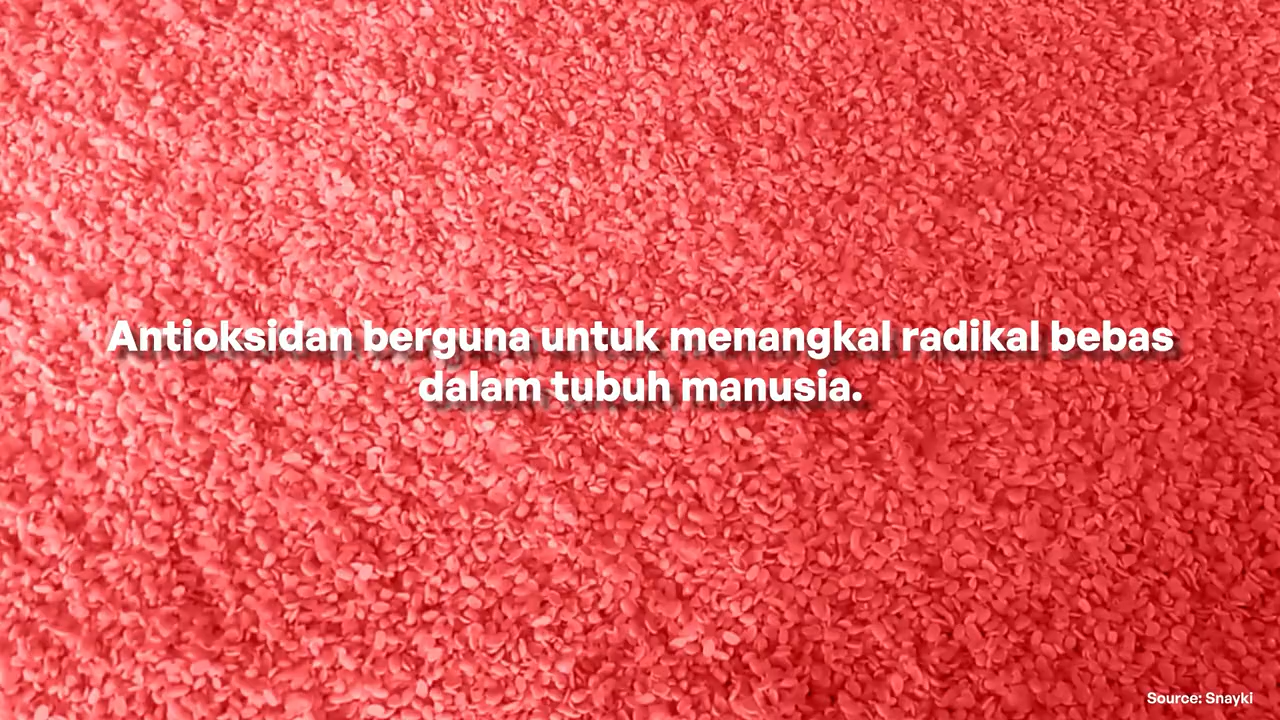 Antioksidan berguna untuk menangkal radikal bebas
dalam tubuh manusia.
Source: Snayki